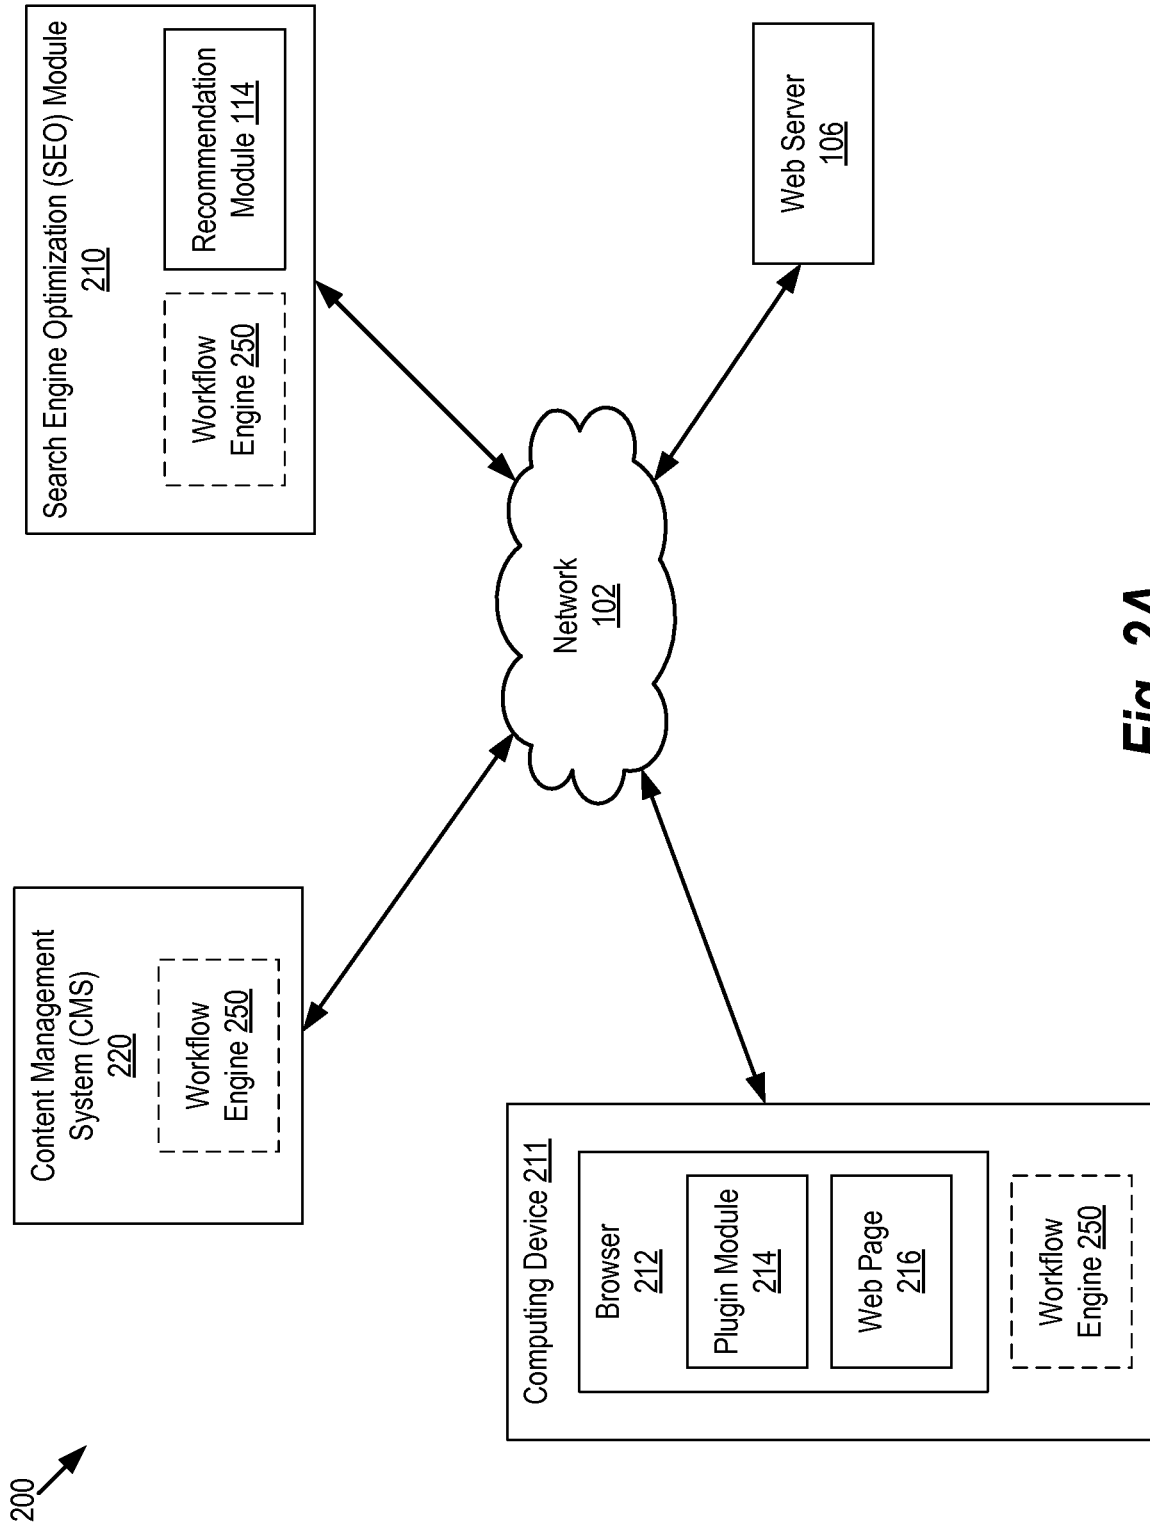 200
Content Management
System (CMS)
220
Workflow
Engine 250
Search Engine Optimization (SEO) Module
210
Workflow
Engine 250
Recommendation
Module 114
Network
102
Computing Device 211
Browser
212
Plugin Module
214
Web Page
216
Workflow
Engine 250
Web Server
106
Fig. 2A